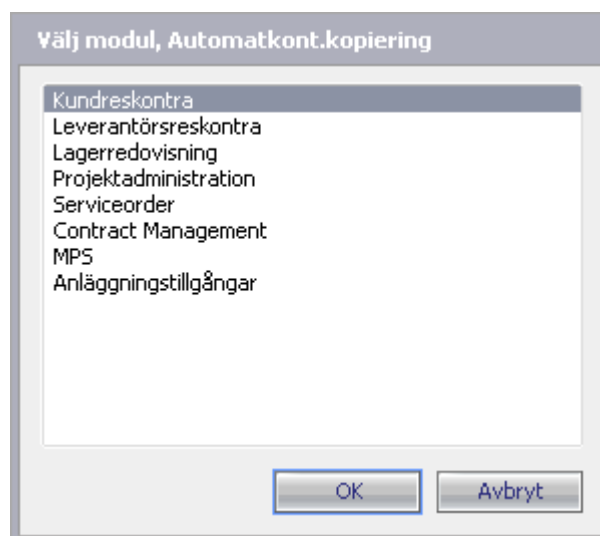 Välj modul, Automatkont.kopiering
Kundreskontra
Leverantörsreskontra
Lagerredovisning
Projektadministration
Serviceorder
Contract Management
MPS
Anläggningstillgångar
OK
Avbryt